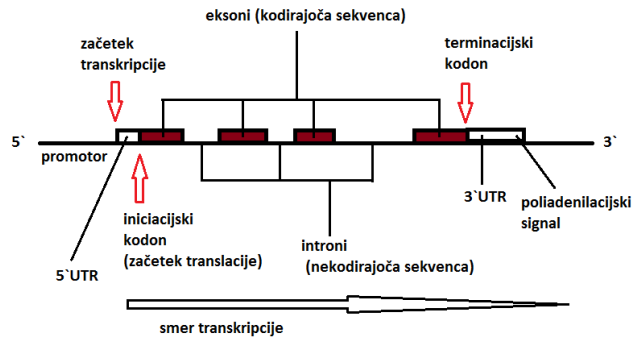 eksoni (kodirajoča sekvenca)
začetek
transkripcije
terminacijski
kodon
5`
3`
promotor
3`UTR
poliadenilacijski
signal
iniciacijski
kodon
(začetek translacije)
introni
(nekodirajoča sekvenca)
5`UTR
smer transkripcije